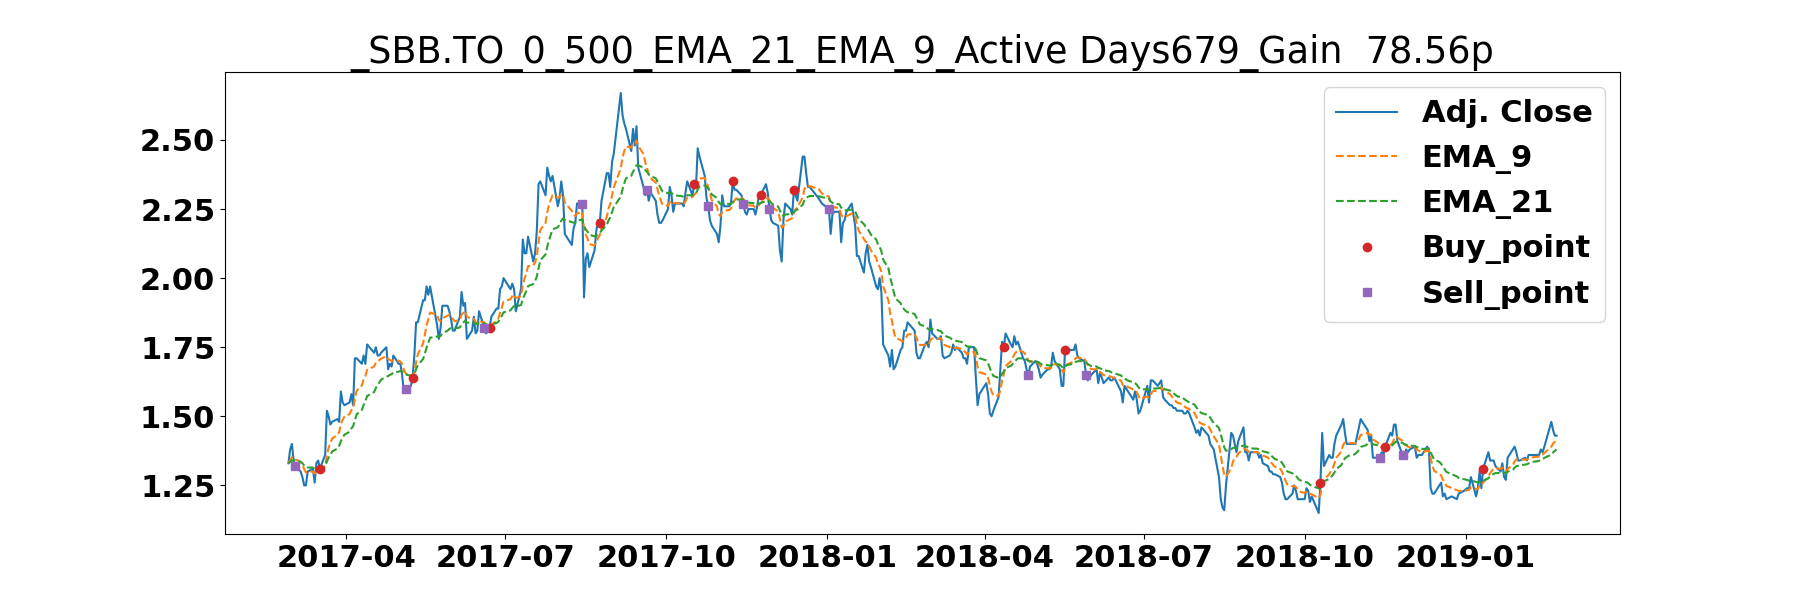 _SBB.TO_0_500_EMA_21_EMA_9_Active Days679_Gain  78.56p
2.50
2.25
2.00
1.75
1.50
1.25
Adj. Close
EMA_9
EMA_21
Buy_point
Sell_point
2017-04 2017-07 2017-10 2018-01 2018-04 2018-07 2018-10 2019-01